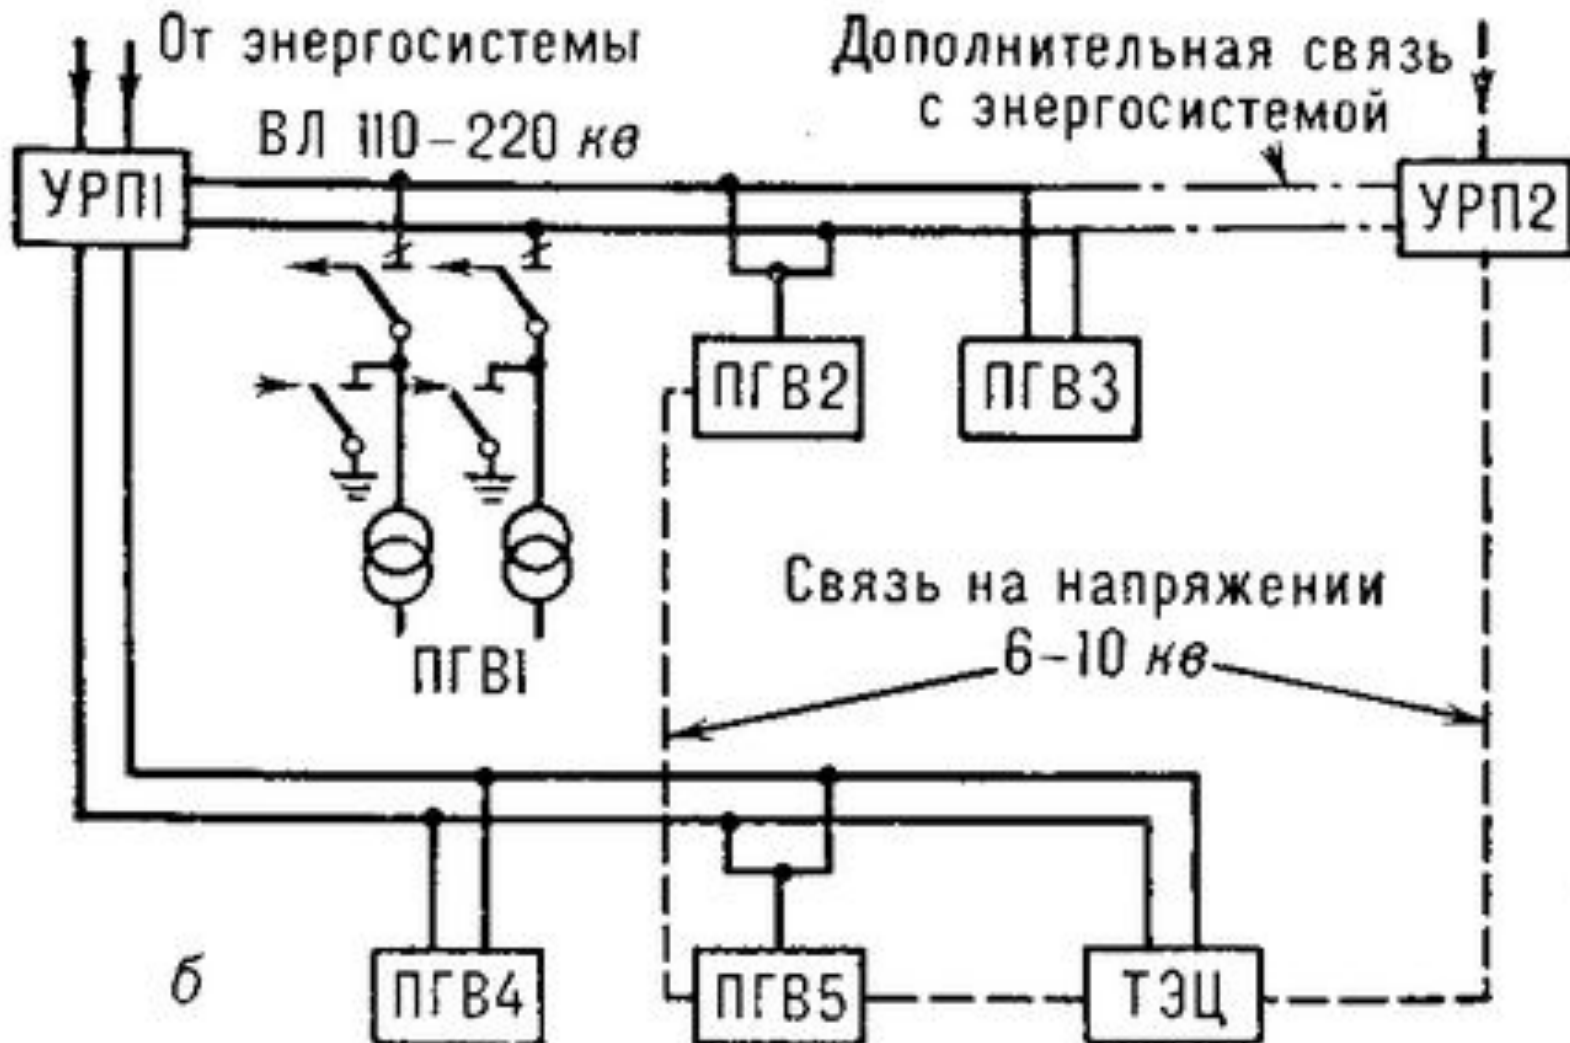 От энергосистемы
ВЛ 110-220 кв
Дополнительная связь
с энергосистемой
УРП1
УРП2
ПГВ2
ПГВ3
Связь на напряжении
6-10 кв
ПГВ1
б
ПГВ4
ПГВ5
ТЭЦ